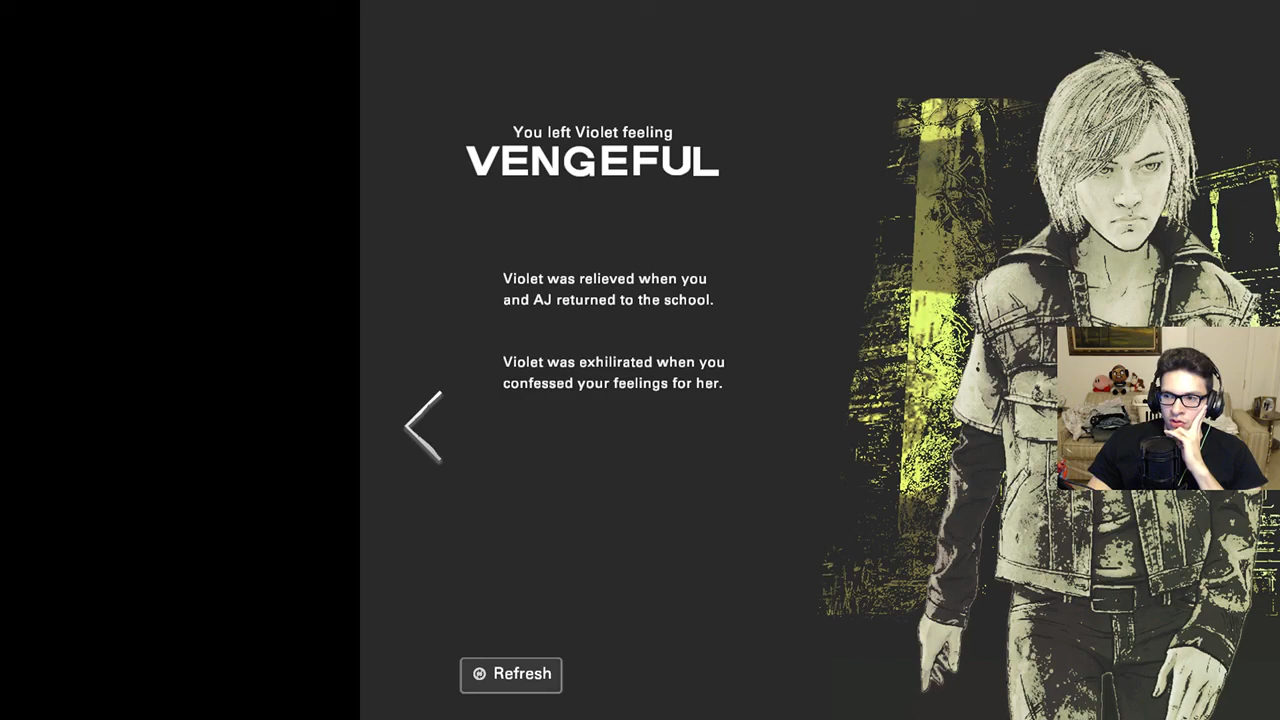 You left Violet feeling
VENGEFUL
Violet was relieved when you
and AJ returned to the school.
Violet was exhilirated when you
confessed your feelings for her.
Refresh